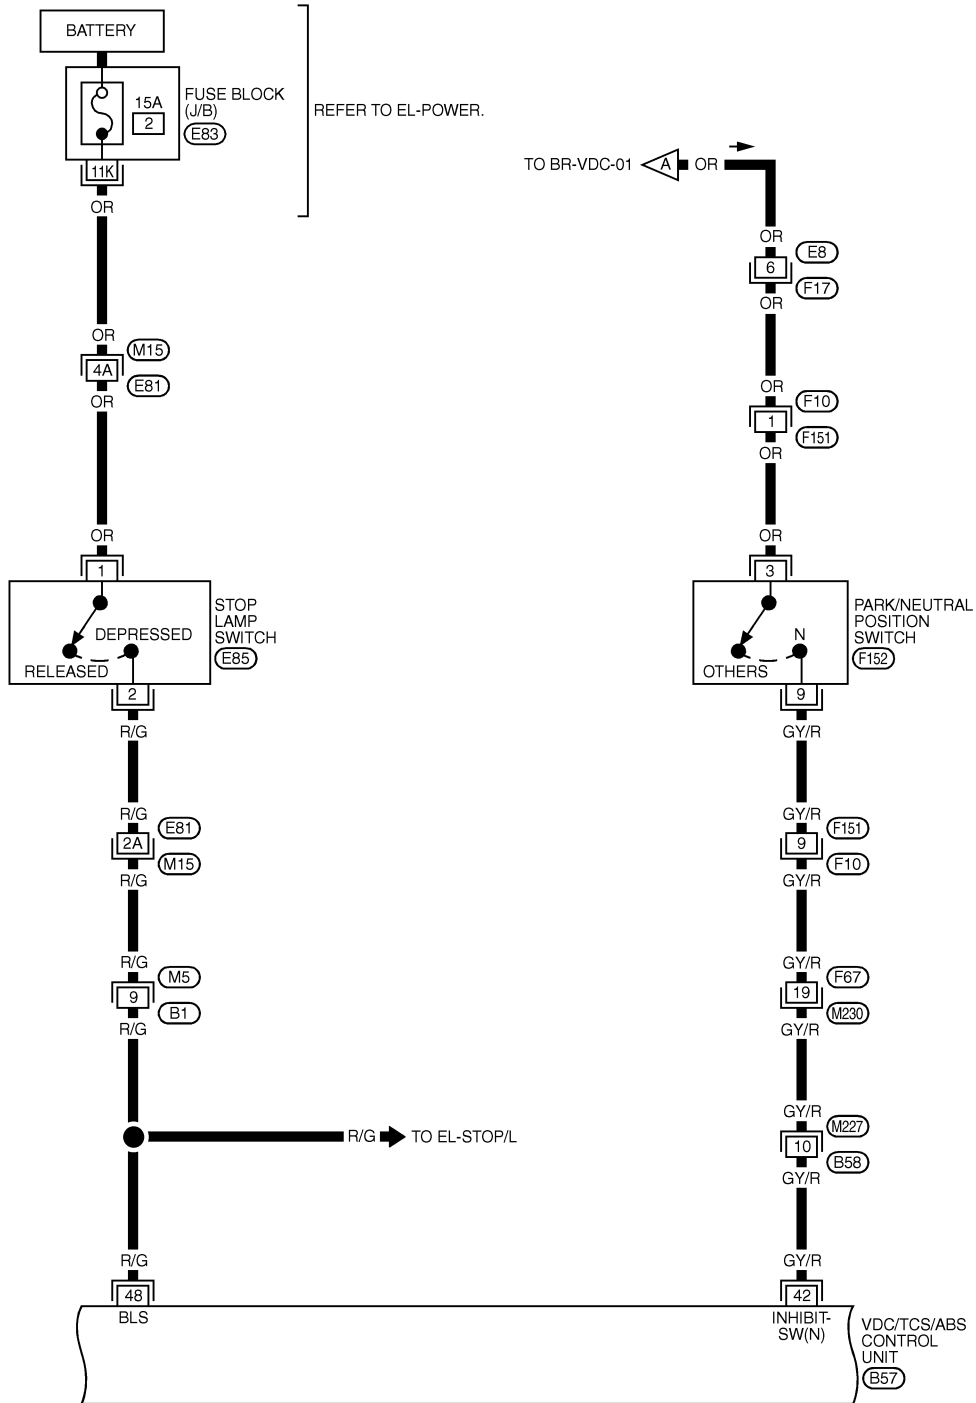 BATTERY
15A
2
FUSE BLOCK
(J/B)
E83
REFER TO EL-POWER.
11K
OR
OR
M15
4A
E81
OR
OR
1
STOP
LAMP
SWITCH
E85
DEPRESSED
RELEASED
2
R/G
R/G
E81
2A
M15
R/G
R/G
M5
9
B1
R/G
R/G TO EL-STOP/L
R/G
48
BLS
TO BR-VDC-01 A OR
OR
E8
6
F17
OR
OR
F10
1
F151
OR
OR
3
PARK/NEUTRAL
POSITION
SWITCH
F152
N
OTHERS
9
GY/R
GY/R
F151
9
F10
GY/R
GY/R
F67
19
M230
GY/R
GY/R
M227
10
B58
GY/R
GY/R
42
INHIBIT-
SW(N)
VDC/TCS/ABS
CONTROL
UNIT
B57